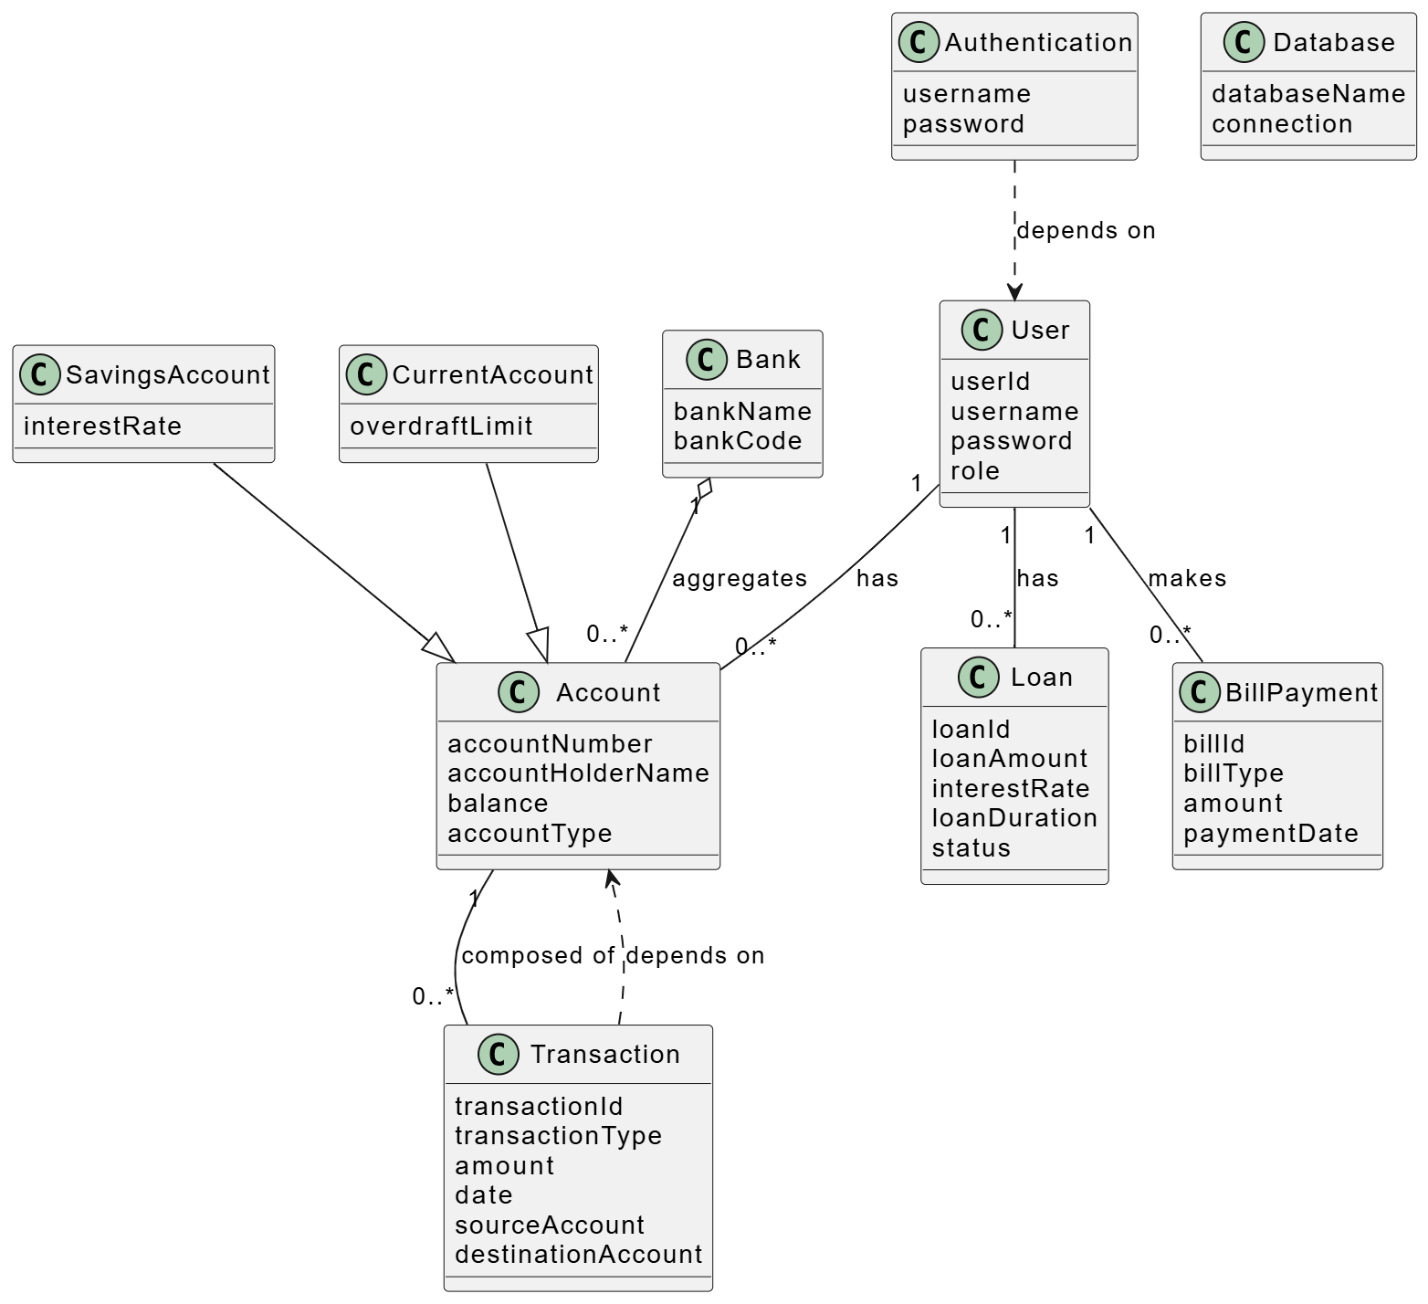 C Authentication
username
password
C Database
databaseName
connection
depends on
C User
userId
username
password
role
C SavingsAccount
interestRate
C CurrentAccount
overdraftLimit
C Bank
bankName
bankCode
1
1
1
1
aggregates
has
has
makes
0..*
0..*
0..*
0..*
C Account
accountNumber
accountHolderName
balance
accountType
C Loan
loanId
loanAmount
interestRate
loanDuration
status
C BillPayment
billId
billType
amount
paymentDate
1
composed of
depends on
0..*
C Transaction
transactionId
transactionType
amount
date
sourceAccount
destinationAccount